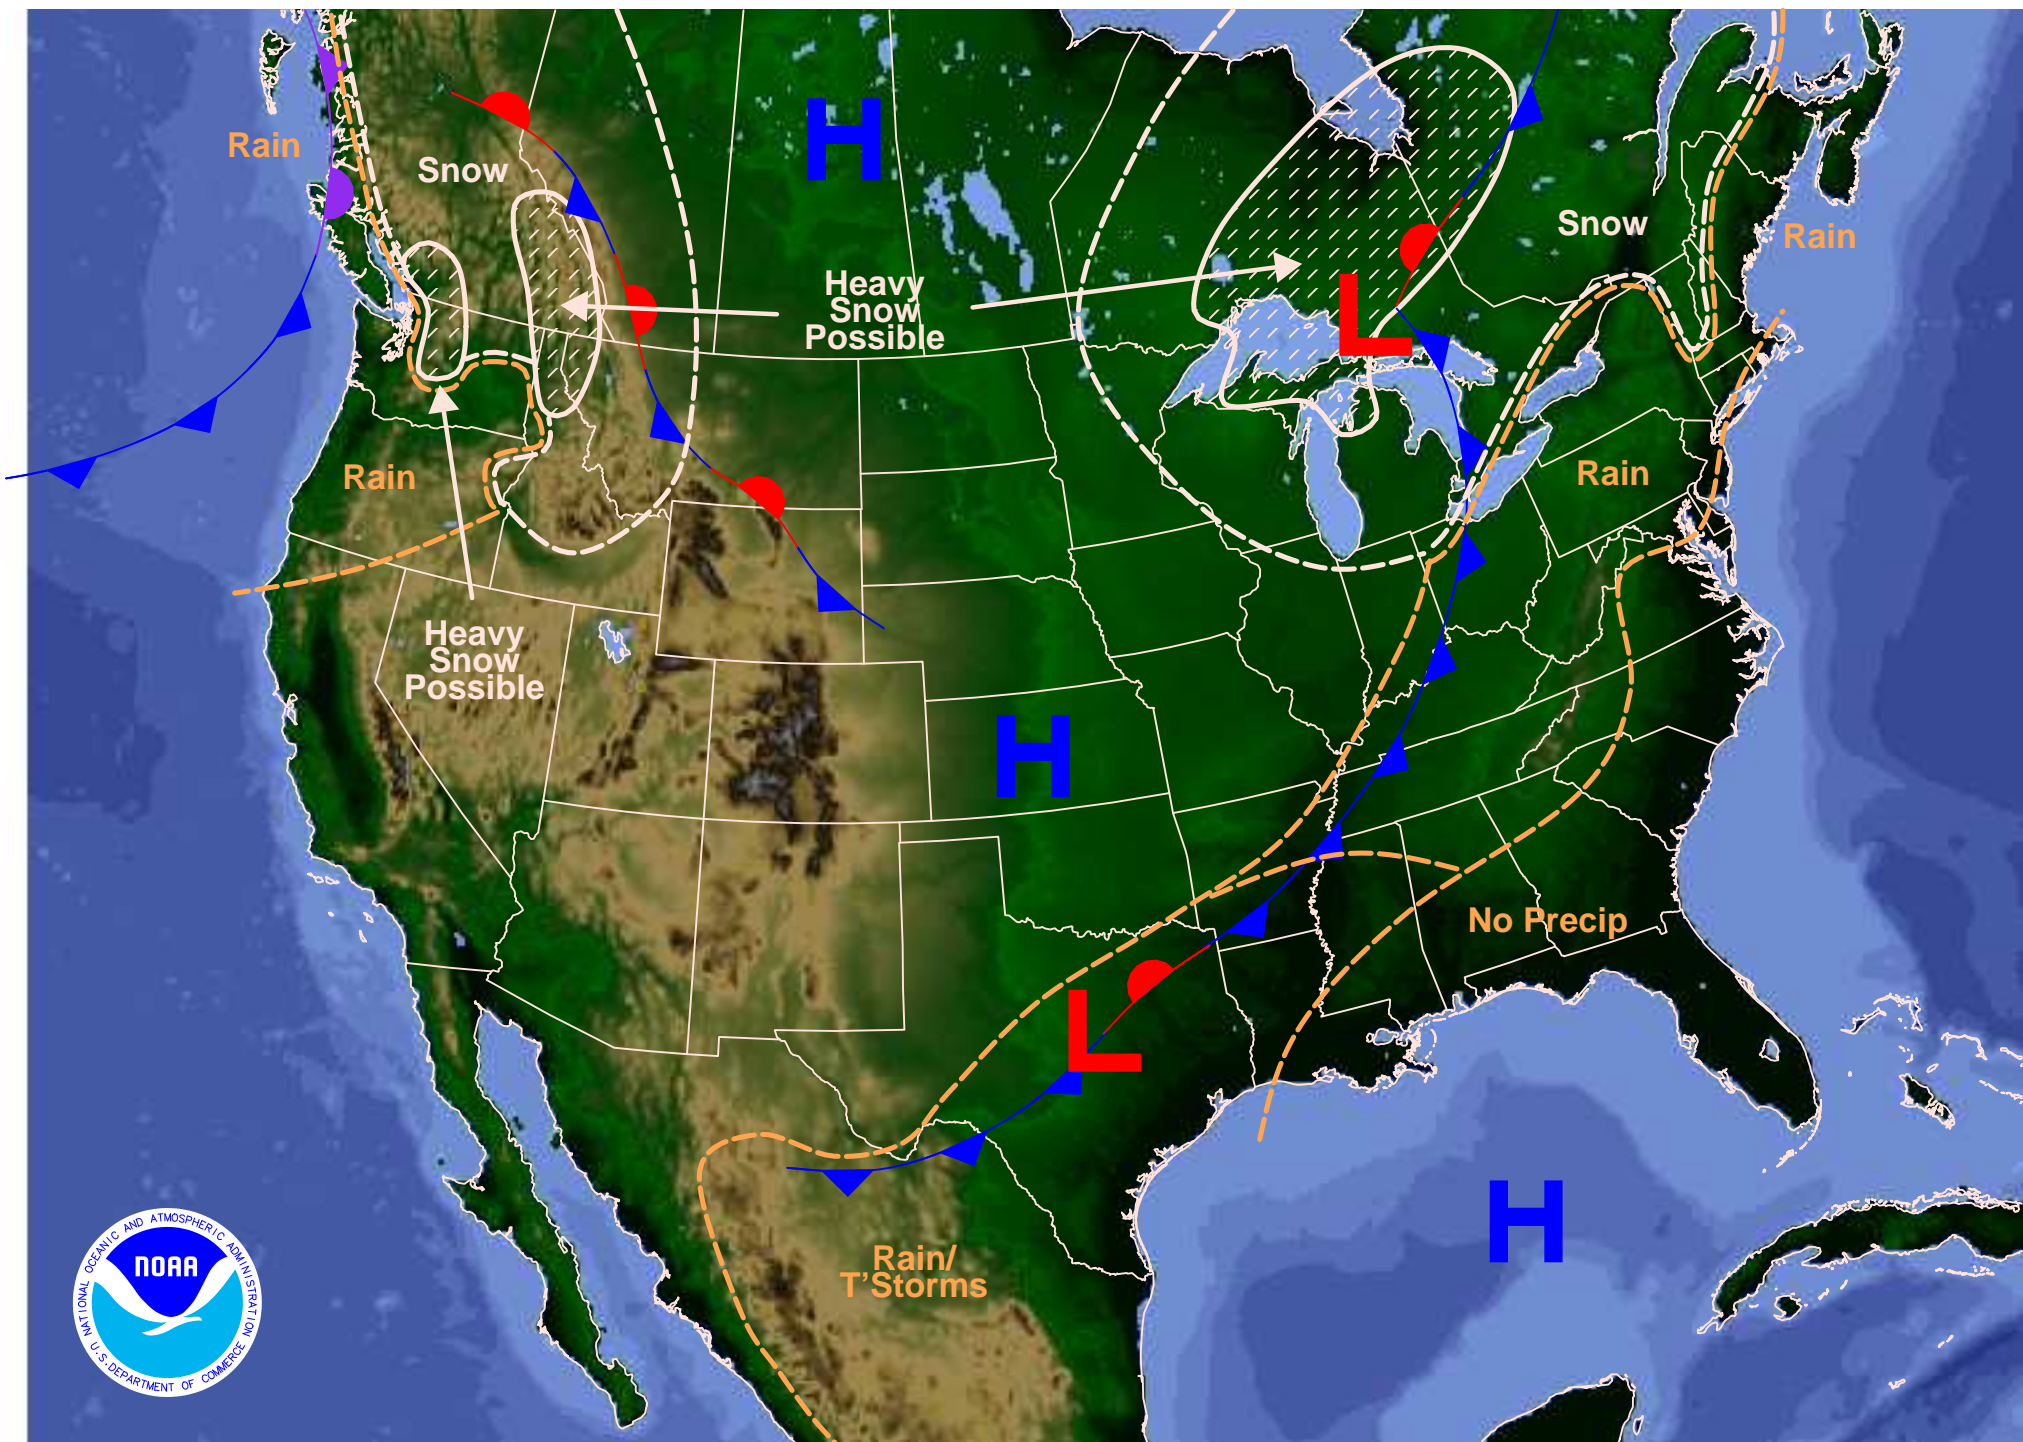 H
Rain
Snow
Snow
Rain
Heavy
Snow
Possible
L
Rain
Rain
Heavy
Snow
Possible
H
No Precip
L
H
Rain/
T'Storms
NATIONAL OCEANIC AND ATMOSPHERIC ADMINISTRATION
NOAA
U.S. DEPARTMENT OF COMMERCE